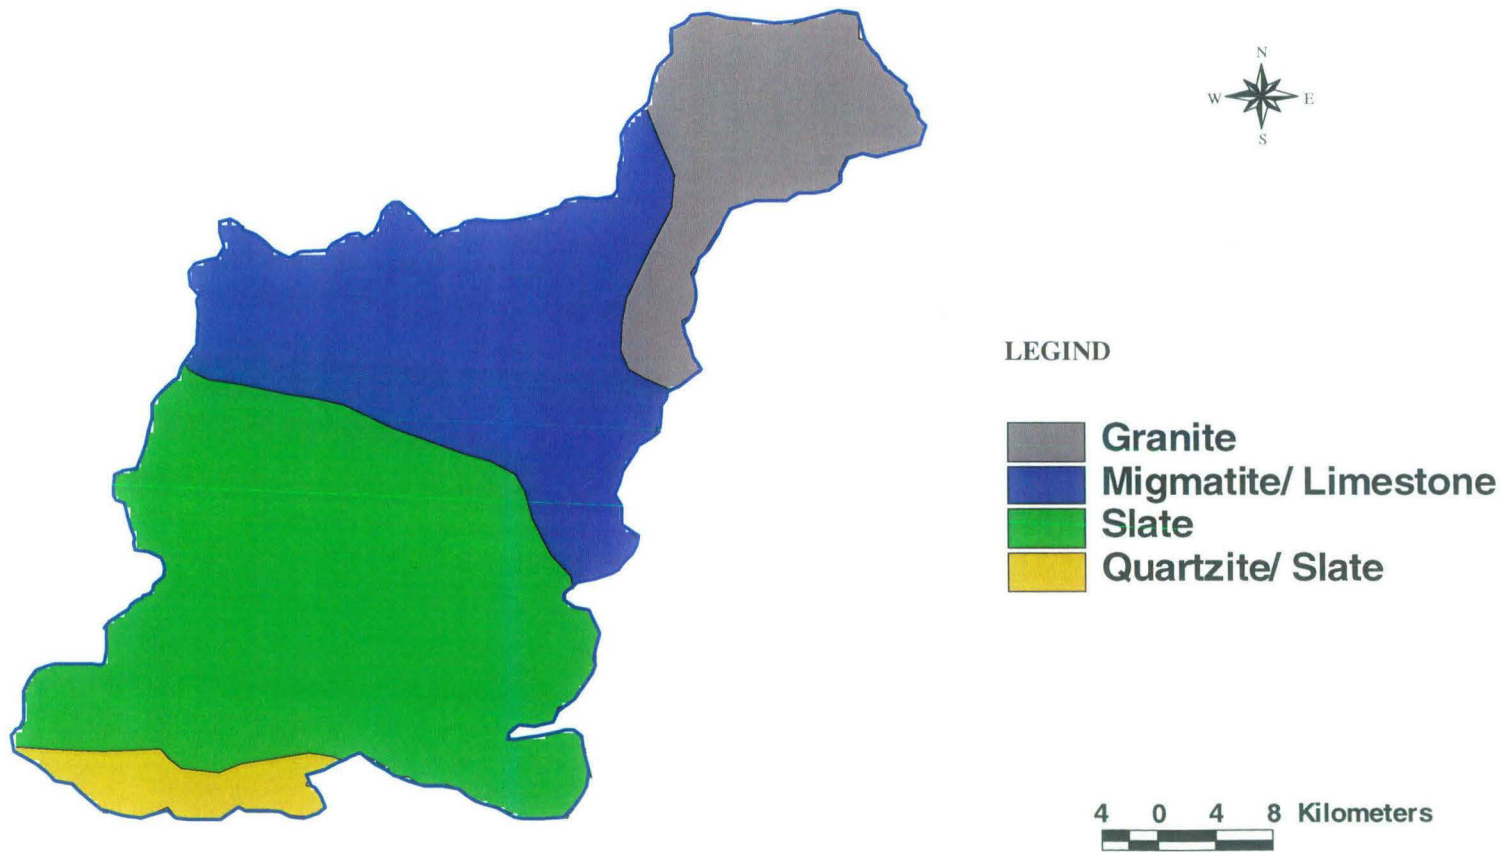 N
W E
S
LEGIND
Granite
Migmatite/ Limestone
Slate
Quartzite/ Slate
4 0 4 8 Kilometers